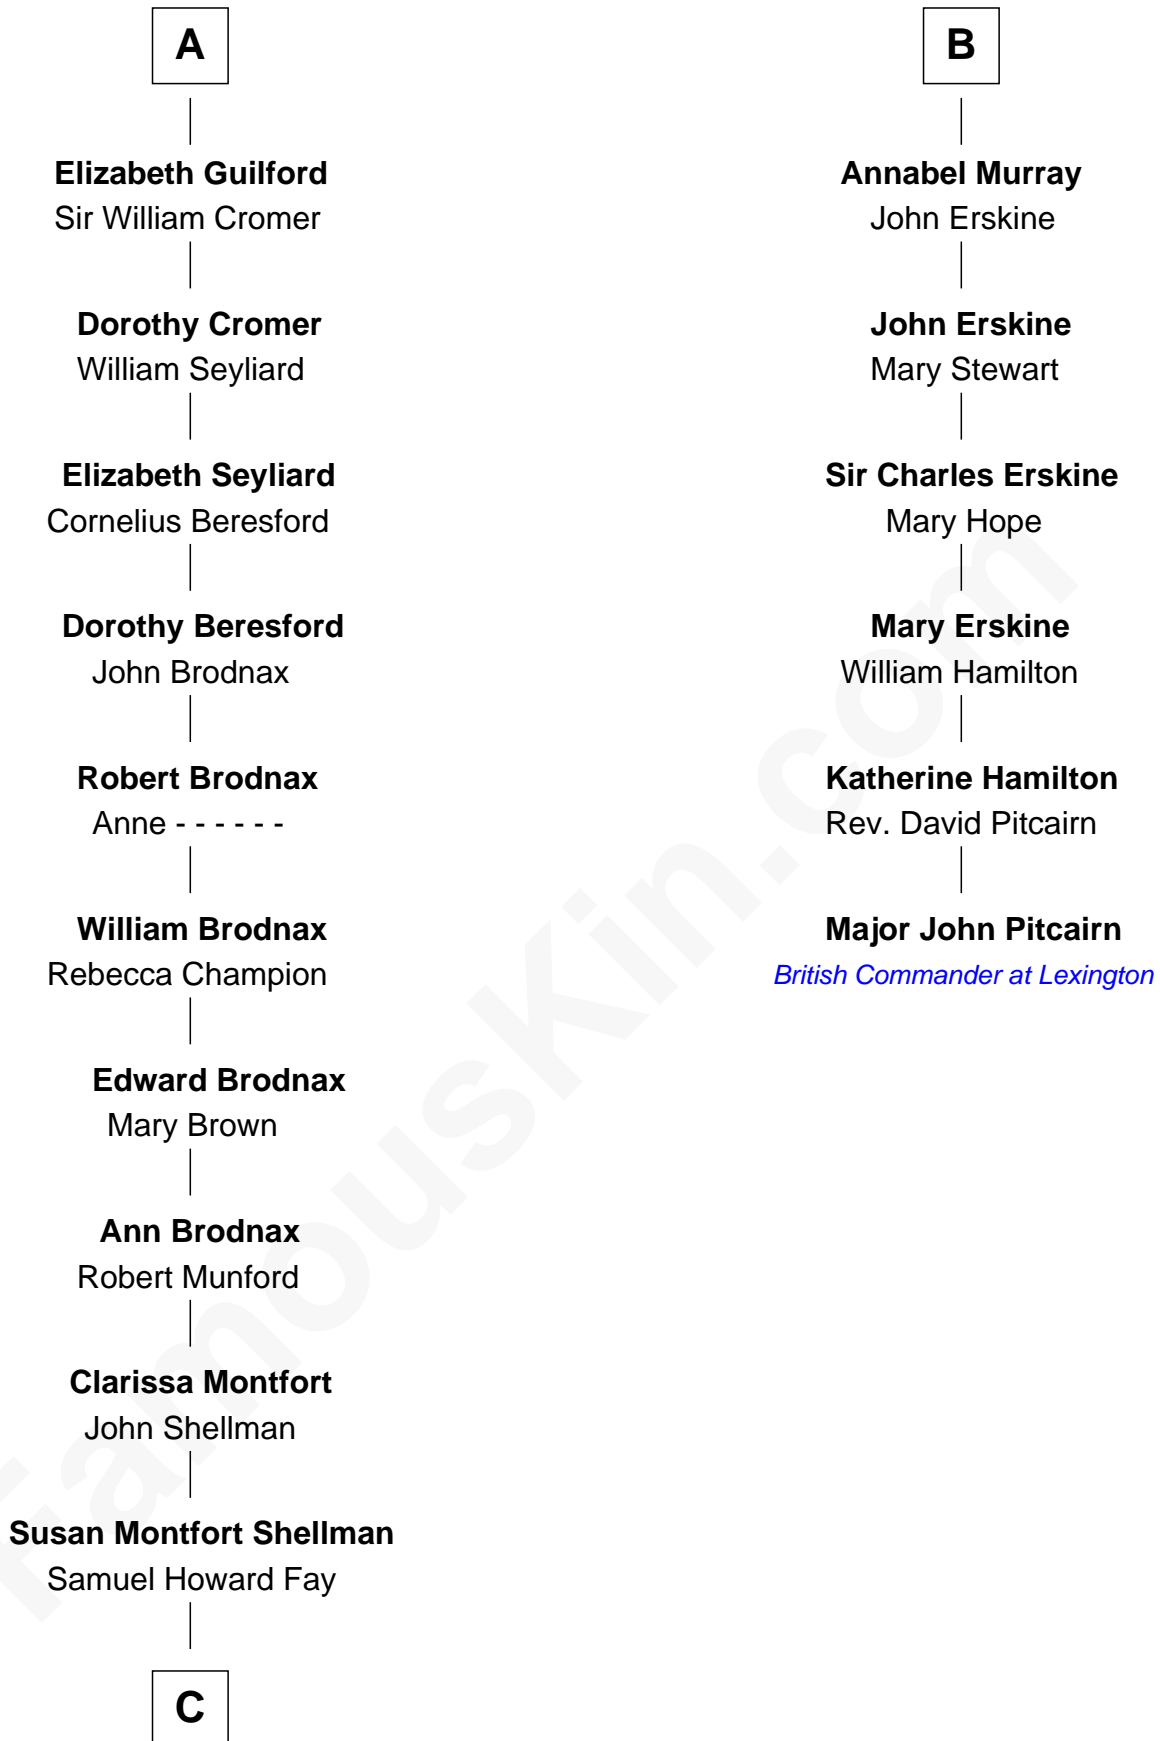 A
Elizabeth Guilford
Sir William Cromer
Dorothy Cromer
William Seyliard
Elizabeth Seyliard
Cornelius Beresford
Dorothy Beresford
John Brodnax
Robert Brodnax
Anne - - - - - -
William Brodnax
Rebecca Champion
Edward Brodnax
Mary Brown
Ann Brodnax
Robert Munford
Clarissa Montfort
John Shellman
Susan Montfort Shellman
Samuel Howard Fay
C
B
Annabel Murray
John Erskine
John Erskine
Mary Stewart
Sir Charles Erskine
Mary Hope
Mary Erskine
William Hamilton
Katherine Hamilton
Rev. David Pitcairn
Major John Pitcairn
British Commander at Lexington
FamousKin.com